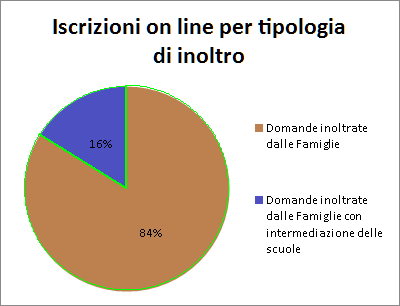 Iscrizioni on line per tipologia
di inoltro
16%
84%
Domande inoltrate
dalle Famiglie
Domande inoltrate
dalle Famiglie con
intermediazione delle
scuole